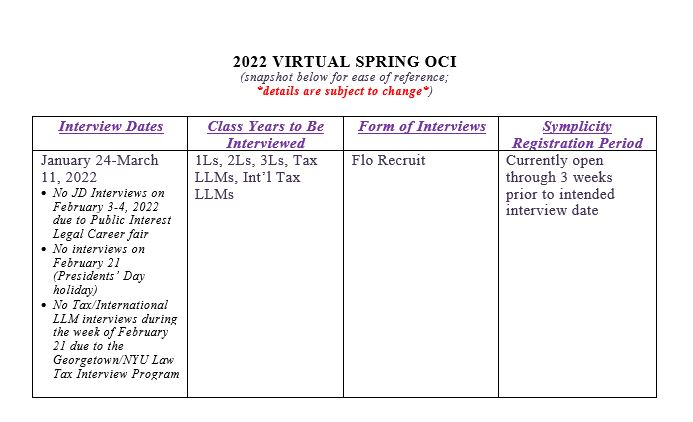 2022 VIRTUAL SPRING OCI
(snapshot below for ease of reference;
*details are subject to change*)
Interview Dates
Class Years to Be
Interviewed
Form of Interviews
Symplicity
Registration Period
January 24-March
11, 2022
• No JD Interviews on
February 3-4, 2022
due to Public Interest
Legal Career fair
• No interviews on
February 21
(Presidents' Day
holiday)
• No Tax/International
LLM interviews during
the week of February
21 due to the
Georgetown/NYU Law
Tax Interview Program
1Ls, 2Ls, 3Ls, Tax
LLMs, Int'l Tax
LLMs
Flo Recruit
Currently open
through 3 weeks
prior to intended
interview date